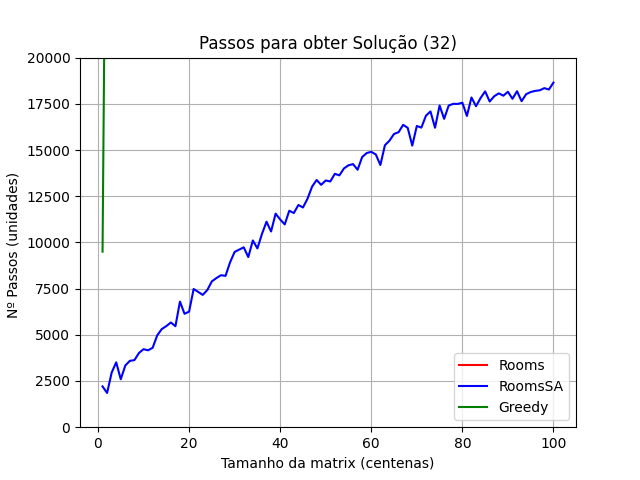 Passos para obter Solução (32)
Nº Passos (unidades)
20000
17500
15000
12500
10000
7500
5000
2500
0
Rooms
RoomsSA
Greedy
0 20 40 60 80 100
Tamanho da matrix (centenas)